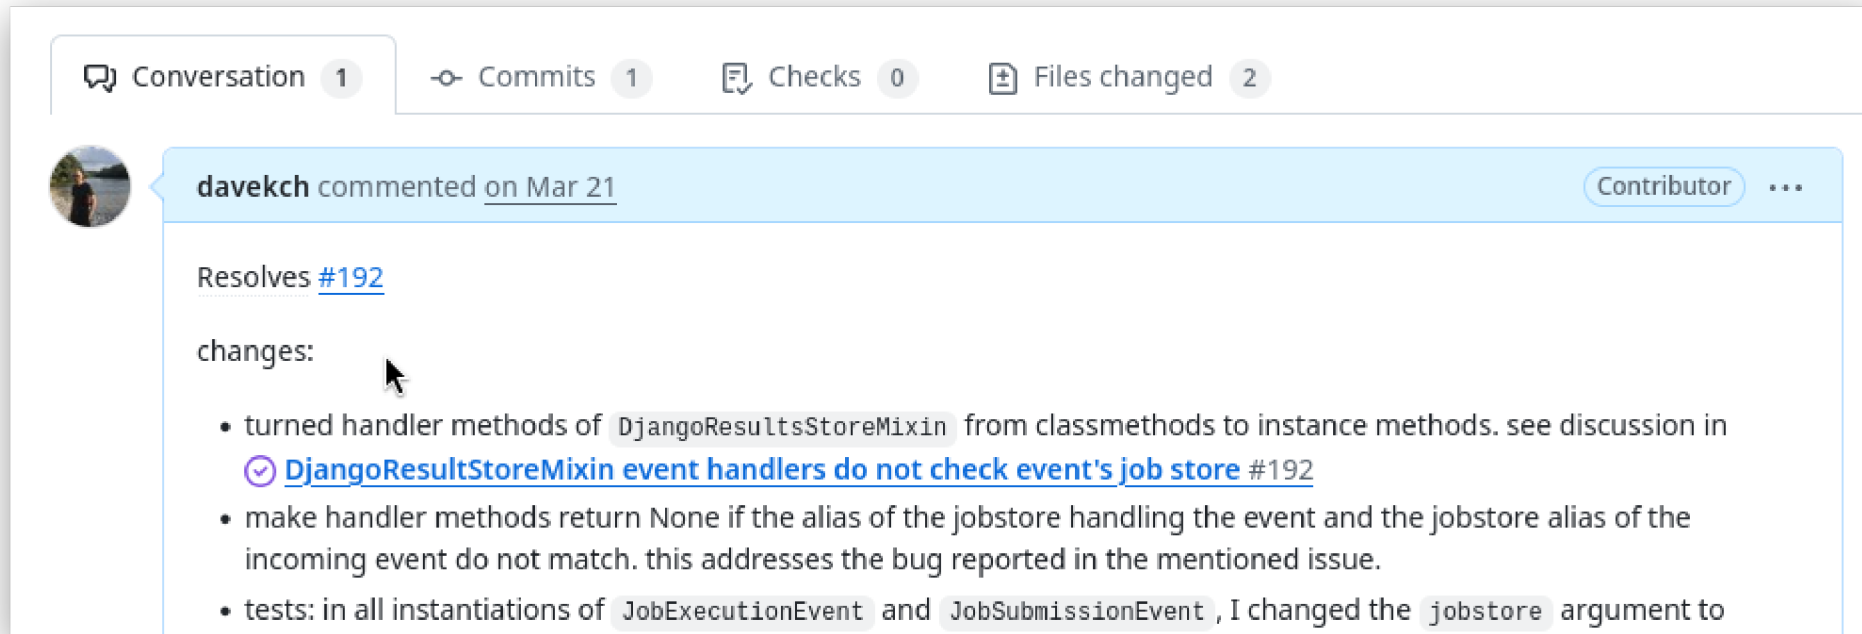 Conversation 1 Commits 1 Checks 0 Files changed 2
davekch commented on Mar 21 Contributor ...
Resolves #192
changes:
• turned handler methods of DjangoResultsStoreMixin from classmethods to instance methods. see discussion in
DjangoResultStoreMixin event handlers do not check event's job store #192
• make handler methods return None if the alias of the jobstore handling the event and the jobstore alias of the
incoming event do not match. this addresses the bug reported in the mentioned issue.
• tests: in all instantiations of JobExecutionEvent and JobSubmissionEvent, I changed the jobstore argument to